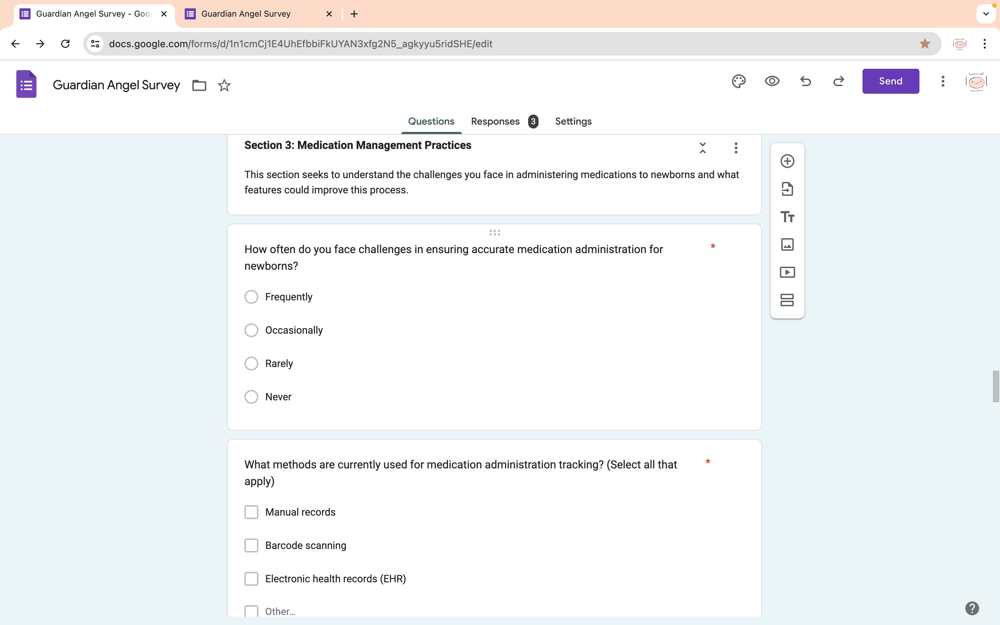 Guardian Angel Survey - Goo
Guardian Angel Survey
docs.google.com/forms/d/1n1cmCj1E4UhEfbbiFkUYAN3xfg2N5_agkyyu5ridSHE/edit
Guardian Angel Survey
Send
Questions
Responses 3
Settings
Section 3: Medication Management Practices
This section seeks to understand the challenges you face in administering medications to newborns and what
features could improve this process.
How often do you face challenges in ensuring accurate medication administration for *
newborns?
Frequently
Occasionally
Rarely
Never
What methods are currently used for medication administration tracking? (Select all that *
apply)
Manual records
Barcode scanning
Electronic health records (EHR)
Other...